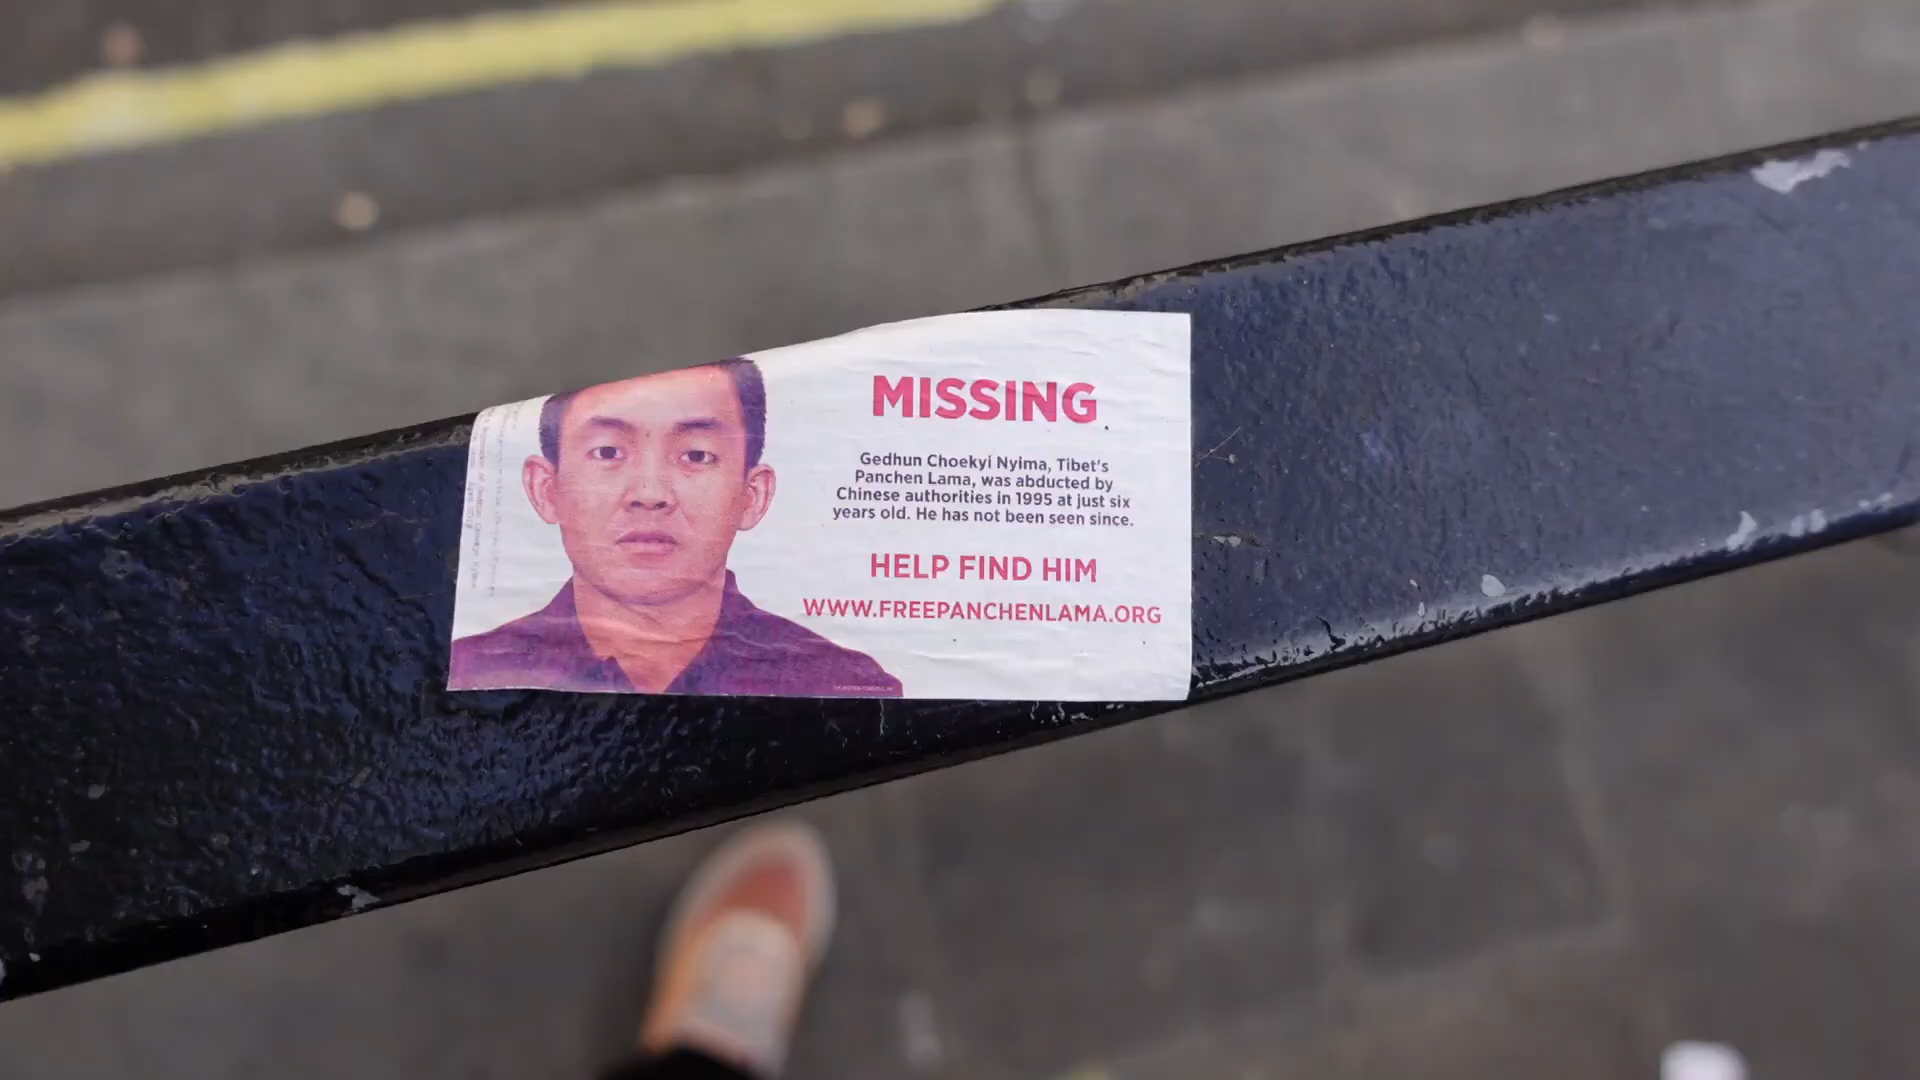 MISSING
Gedhun Choekyi Nyima, Tibet's
Panchen Lama, was abducted by
Chinese authorities in 1995 at just six
years old. He has not been seen since.
HELP FIND HIM
WWW.FREEPANCHENLAMA.ORG